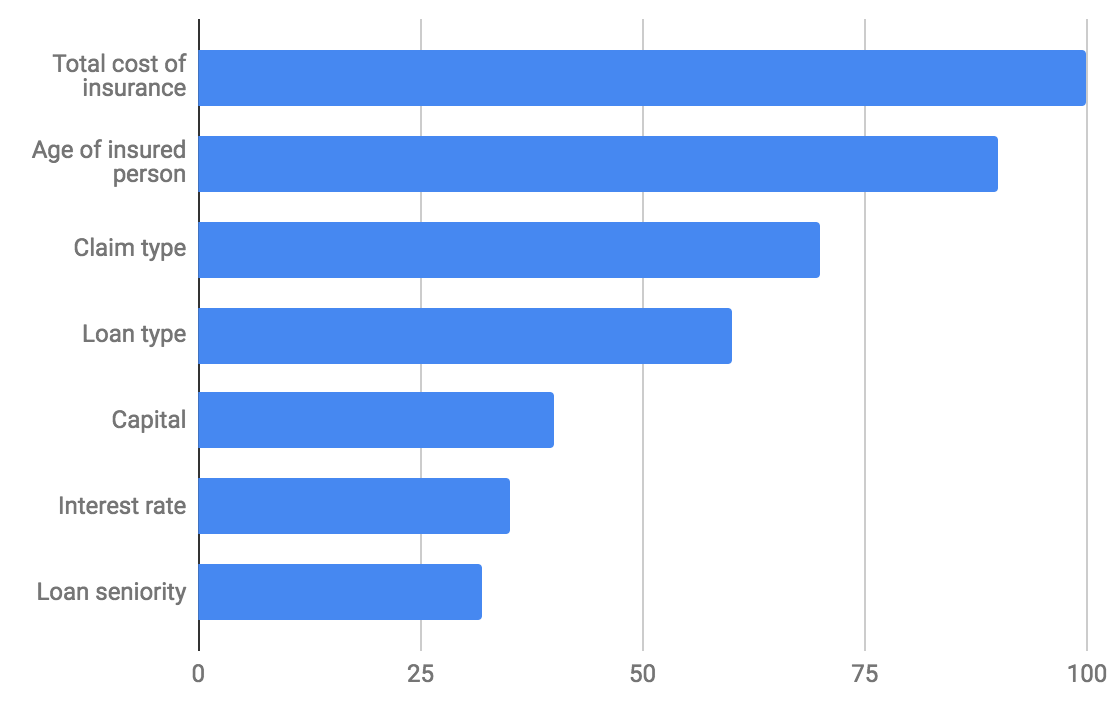 Total cost of
insurance
Age of insured
person
Claim type
Loan type
Capital
Interest rate
Loan seniority
0 25 50 75 100